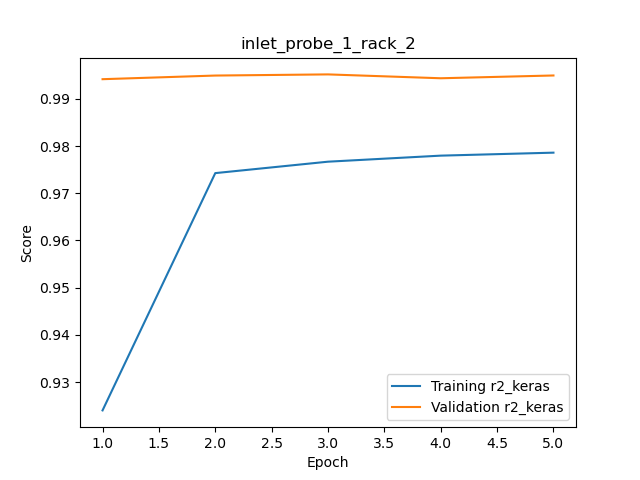 inlet_probe_1_rack_2
0.99
0.98
0.97
0.96
0.95
0.94
0.93
Score
1.0 1.5 2.0 2.5 3.0 3.5 4.0 4.5 5.0
Epoch
Training r2_keras
Validation r2_keras